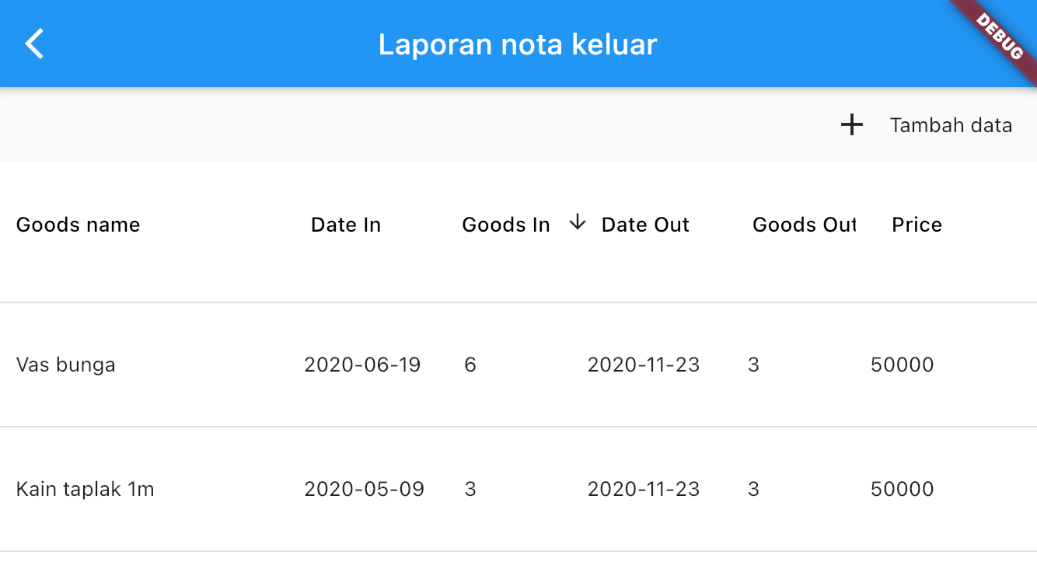 Laporan nota keluar
DEBUG
Tambah data
Goods name Date In Goods In Date Out Goods Out Price
Vas bunga 2020-06-19 6 2020-11-23 3 50000
Kain taplak 1m 2020-05-09 3 2020-11-23 3 50000